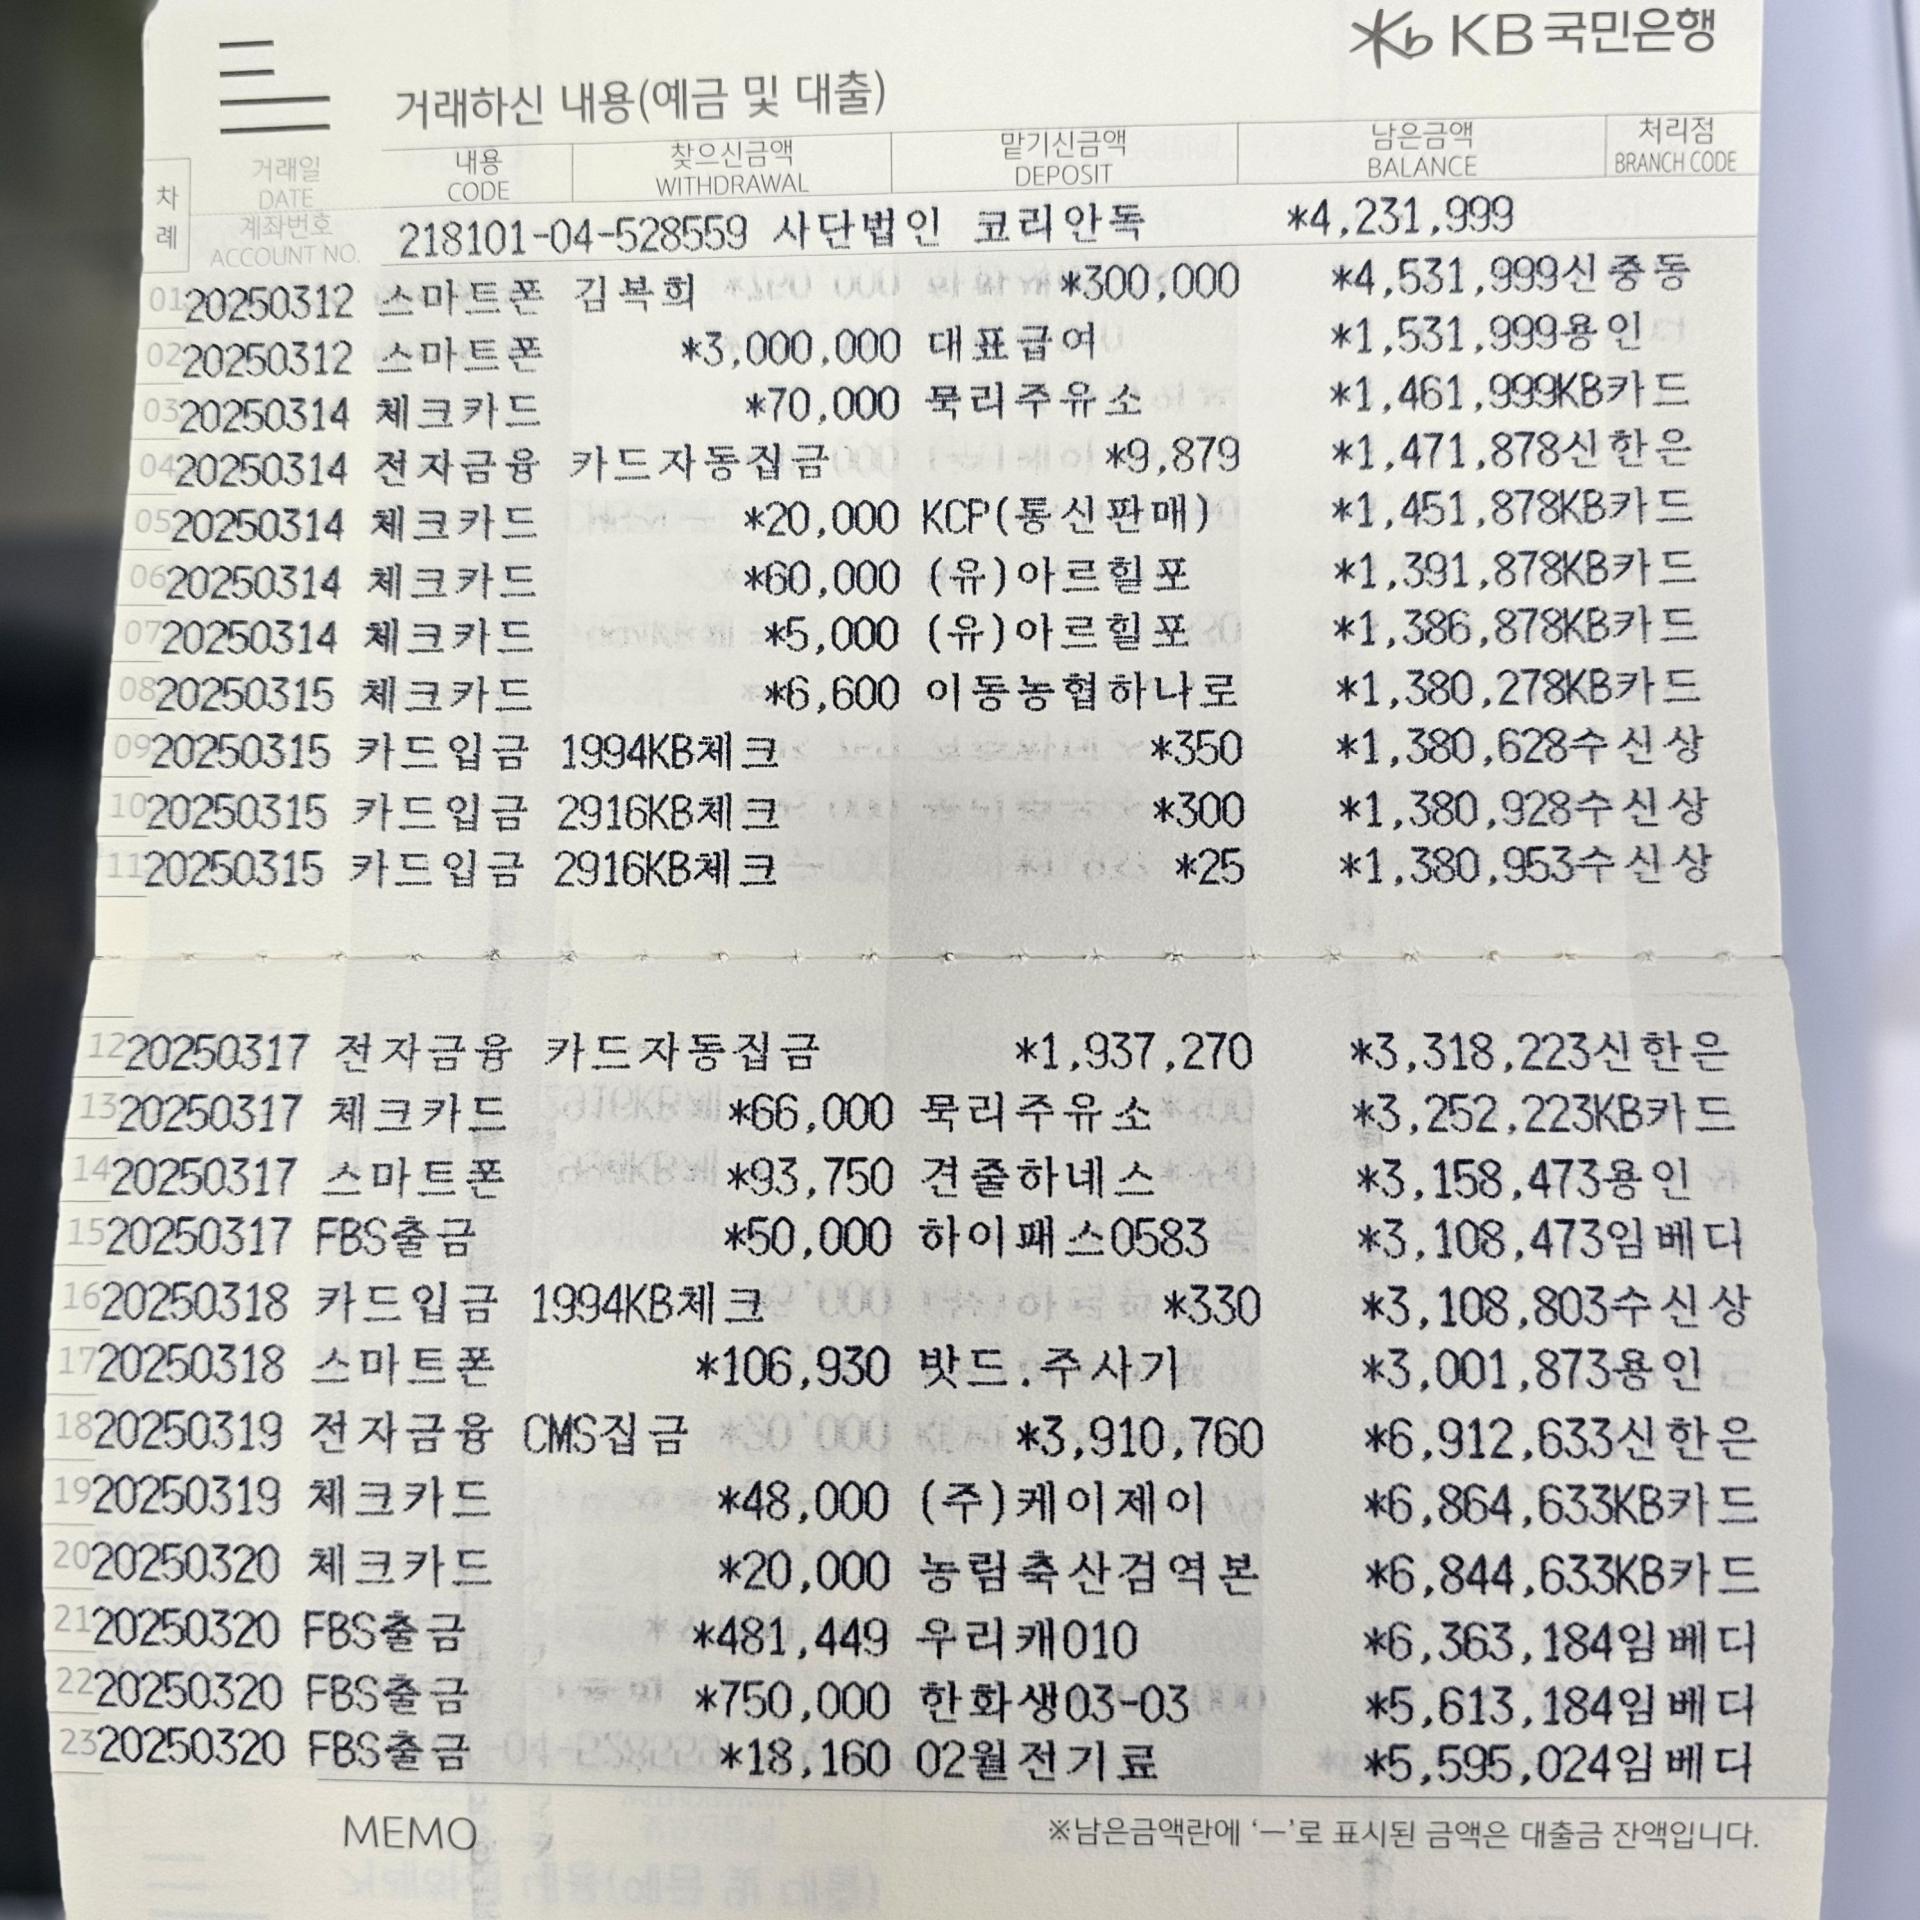 KB 국민은행
거래하신 내용(예금 및 대출)
차례 거래일 DATE 내용 CODE 찾으신금액 WITHDRAWAL 맡기신금액 DEPOSIT 남은금액 BALANCE 처리점 BRANCH CODE
계좌번호 ACCOUNT NO. 218101-04-528559 사단법인 코리안독 *4,231,999
01 20250312 스마트폰 김복희 *300,000 *4,531,999신중동
02 20250312 스마트폰 *3,000,000 대표급여 *1,531,999용인
03 20250314 체크카드 *70,000 묵리주유소 *1,461,999KB카드
04 20250314 전자금융 카드자동집금 *9,879 *1,471,878신한은
05 20250314 체크카드 *20,000 KCP(통신판매) *1,451,878KB카드
06 20250314 체크카드 *60,000 (유)아르힐포 *1,391,878KB카드
07 20250314 체크카드 *5,000 (유)아르힐포 *1,386,878KB카드
08 20250315 체크카드 *6,600 이동농협하나로 *1,380,278KB카드
09 20250315 카드입금 1994KB체크 *350 *1,380,628수신상
10 20250315 카드입금 2916KB체크 *300 *1,380,928수신상
11 20250315 카드입금 2916KB체크 *25 *1,380,953수신상
12 20250317 전자금융 카드자동집금 *1,937,270 *3,318,223신한은
13 20250317 체크카드 *66,000 묵리주유소 *3,252,223KB카드
14 20250317 스마트폰 *93,750 견줄하네스 *3,158,473용인
15 20250317 FBS출금 *50,000 하이패스0583 *3,108,473임베디
16 20250318 카드입금 1994KB체크 *330 *3,108,803수신상
17 20250318 스마트폰 *106,930 밧드.주사기 *3,001,873용인
18 20250319 전자금융 CMS집금 *3,910,760 *6,912,633신한은
19 20250319 체크카드 *48,000 (주)케이제이 *6,864,633KB카드
20 20250320 체크카드 *20,000 농림축산검역본 *6,844,633KB카드
21 20250320 FBS출금 *481,449 우리캐010 *6,363,184임베디
22 20250320 FBS출금 *750,000 한화생03-03 *5,613,184임베디
23 20250320 FBS출금 *18,160 02월전기료 *5,595,024임베디
MEMO ※남은금액란에 ‘ㅡ’로 표시된 금액은 대출금 잔액입니다.